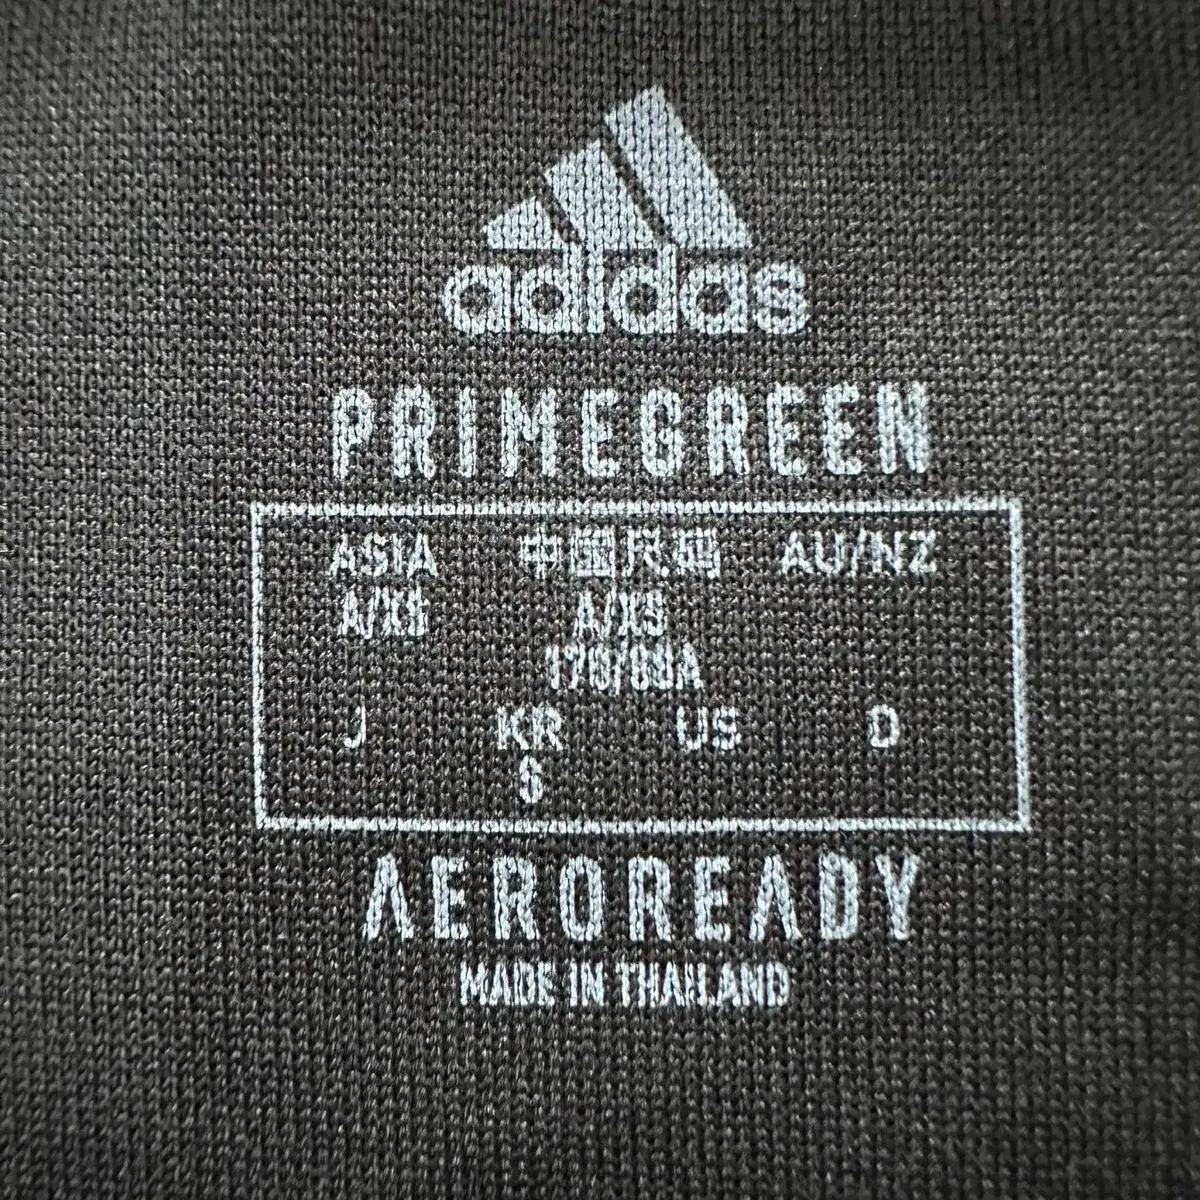 adidas
PRIMEGREEN
ASIA 中国尺码 AU/NZ
A/XS A/XS
J KR US D
S
AEROREADY
MADE IN THAILAND